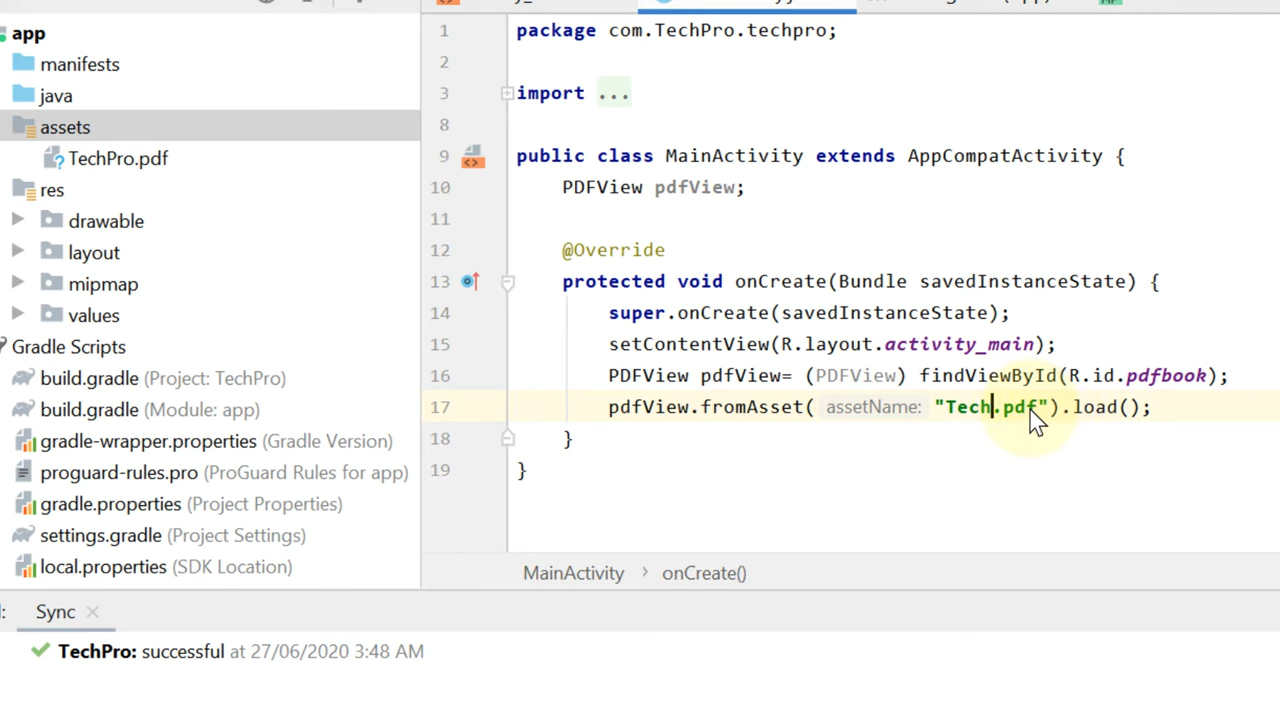 app
manifests
java
assets
TechPro.pdf
res
drawable
layout
mipmap
values
Gradle Scripts
build.gradle (Project: TechPro)
build.gradle (Module: app)
gradle-wrapper.properties (Gradle Version)
proguard-rules.pro (ProGuard Rules for app)
gradle.properties (Project Properties)
settings.gradle (Project Settings)
local.properties (SDK Location)
1 package com.TechPro.techpro;
2
3 import ...
8
9 public class MainActivity extends AppCompatActivity {
10 PDFView pdfView;
11
12 @Override
13 protected void onCreate(Bundle savedInstanceState) {
14 super.onCreate(savedInstanceState);
15 setContentView(R.layout.activity_main);
16 PDFView pdfView= (PDFView) findViewById(R.id.pdfbook);
17 pdfView.fromAsset( assetName: "Tech.pdf").load();
18 }
19 }
MainActivity › onCreate()
Sync ×
TechPro: successful at 27/06/2020 3:48 AM